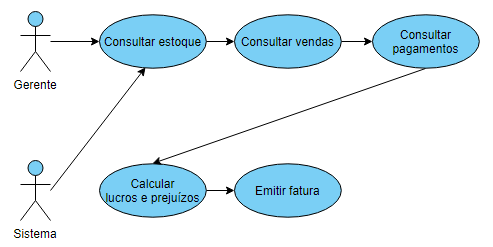 Consultar estoque
Consultar vendas
Consultar
pagamentos
Gerente
Calcular
lucros e prejuízos
Emitir fatura
Sistema